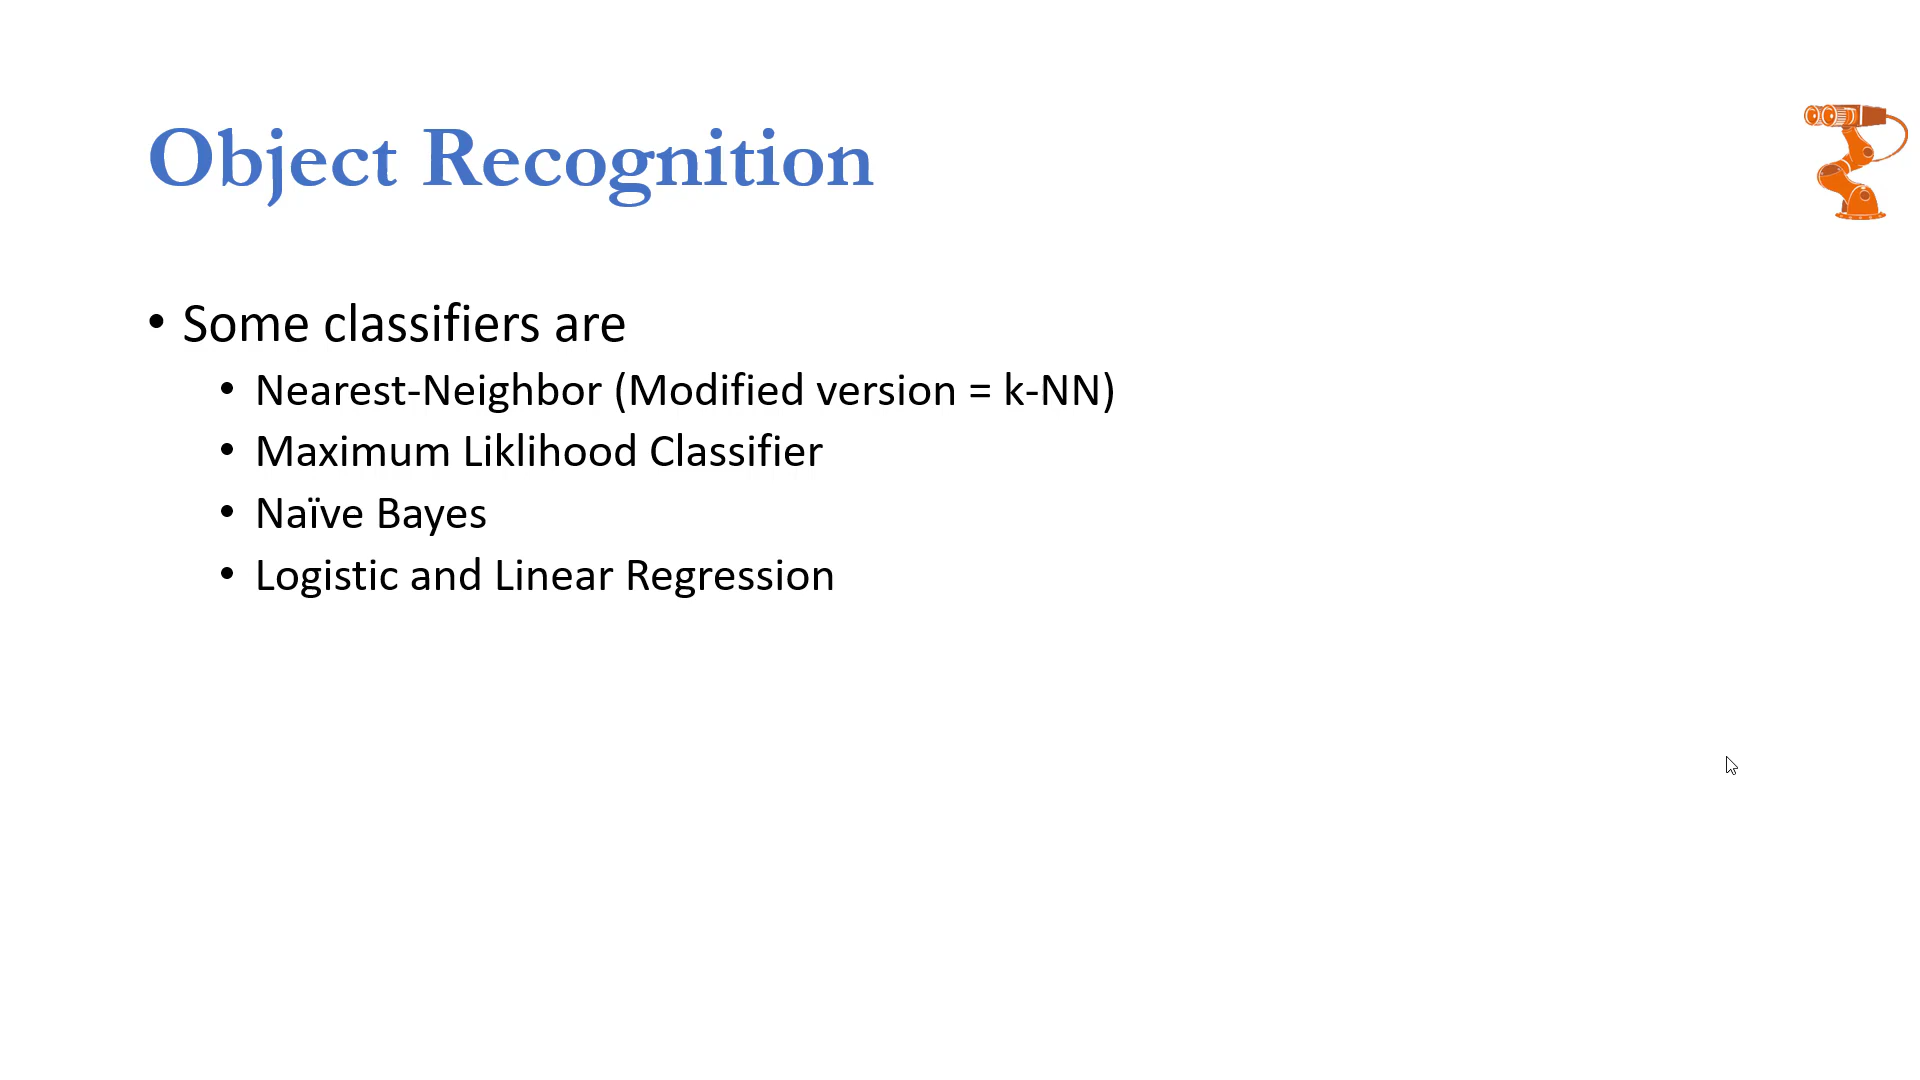 Object Recognition
• Some classifiers are
• Nearest-Neighbor (Modified version = k-NN)
• Maximum Liklihood Classifier
• Naïve Bayes
• Logistic and Linear Regression